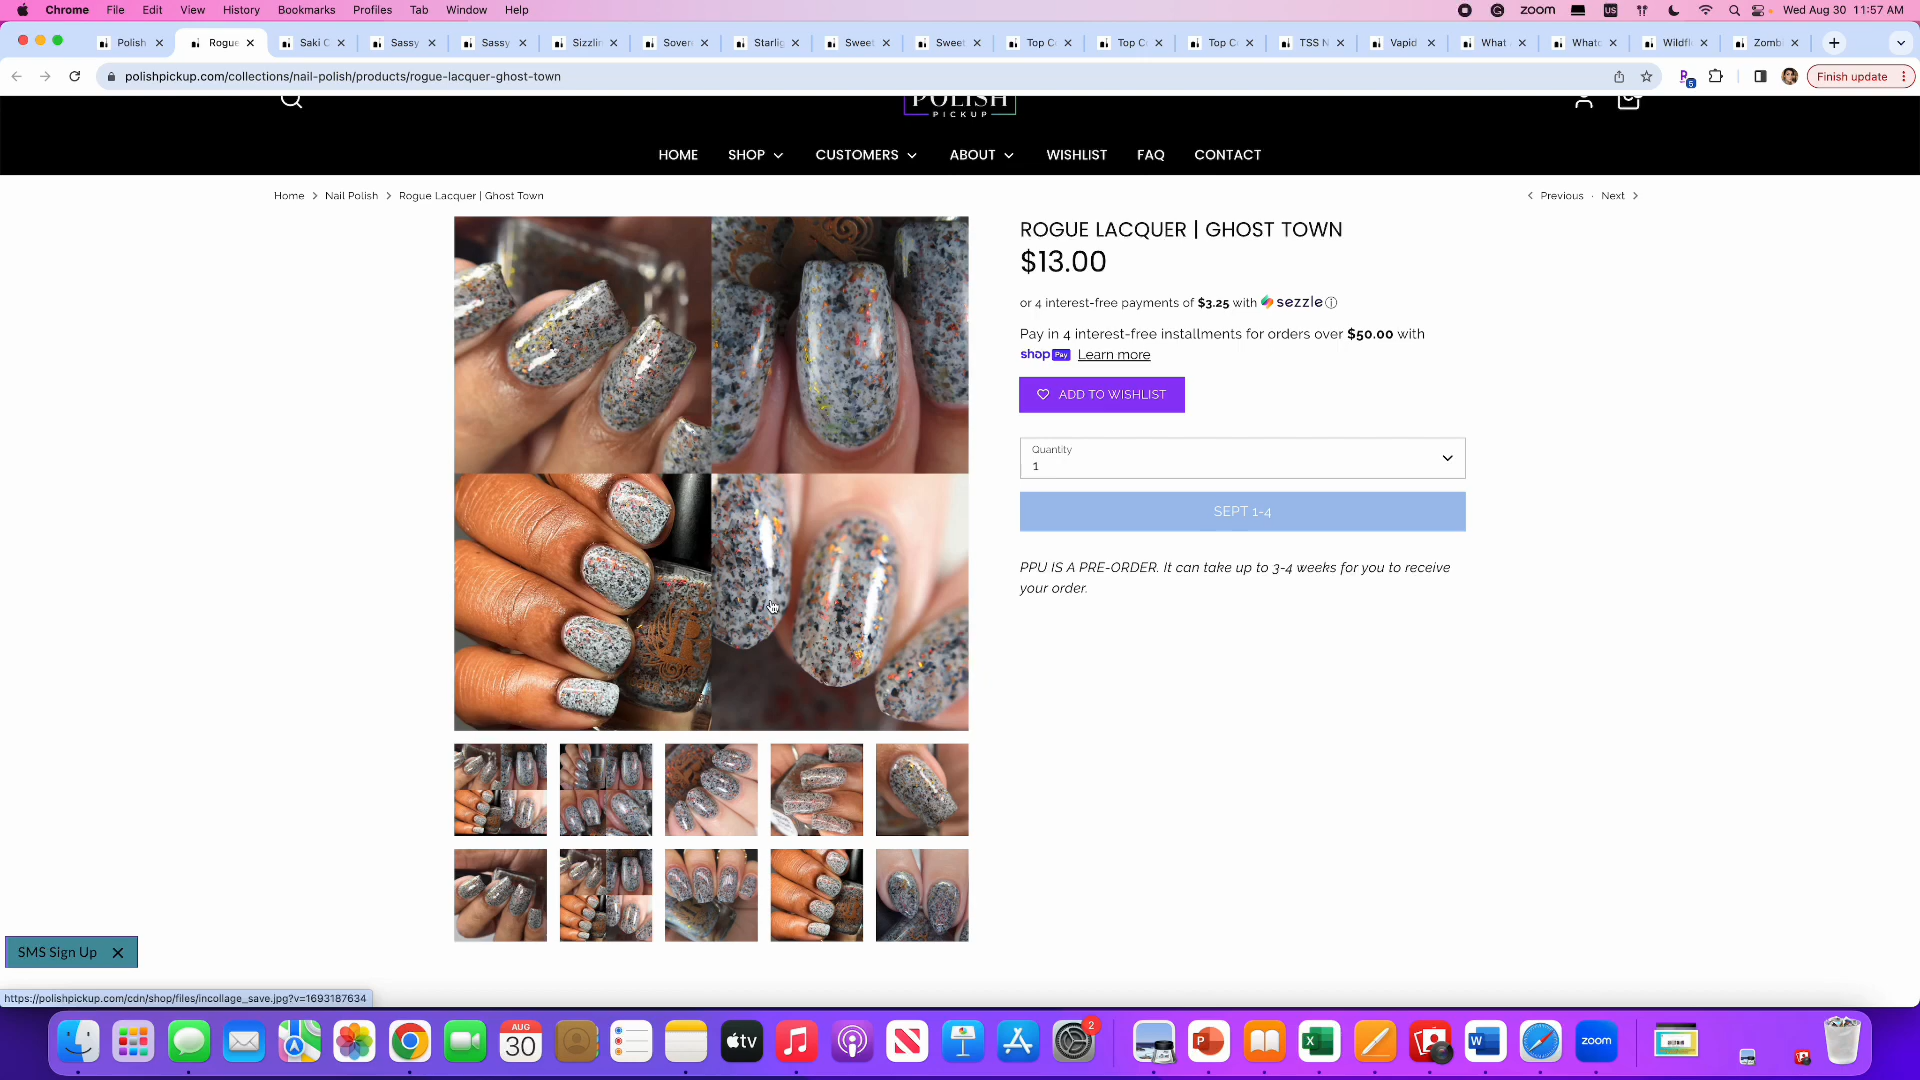 Chrome File Edit View History Bookmarks Profiles Tab Window Help
zoom US Wed Aug 30 11:57 AM
Polish Rogue Saki C Sassy Sassy Sizzlin Sover Starlig Sweet Sweet Top C Top C Top C TSS N Vapid What Whatc Wildfl Zomb
polishpickup.com/collections/nail-polish/products/rogue-lacquer-ghost-town
Finish update
POLISH
PICKUP
HOME SHOP CUSTOMERS ABOUT WISHLIST FAQ CONTACT
Home > Nail Polish > Rogue Lacquer | Ghost Town
< Previous · Next >
ROGUE LACQUER | GHOST TOWN
$13.00
or 4 interest-free payments of $3.25 with sezzle
Pay in 4 interest-free installments for orders over $50.00 with
shop Pay Learn more
ADD TO WISHLIST
Quantity
1
SEPT 1-4
PPU IS A PRE-ORDER. It can take up to 3-4 weeks for you to receive
your order.
SMS Sign Up
https://polishpickup.com/cdn/shop/files/incollage_save.jpg?v=1693187634
AUG
30
tv
2
zoom